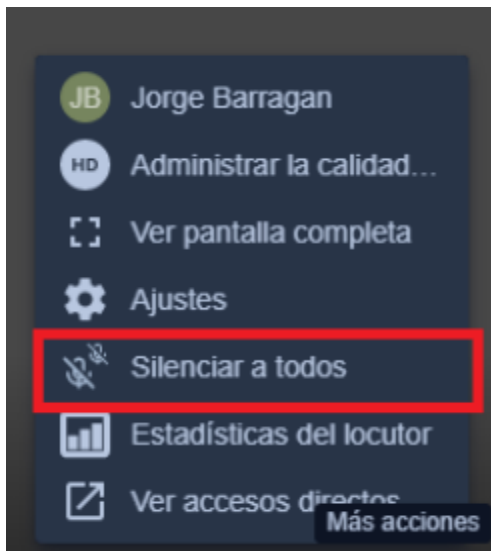 JB Jorge Barragan
HD Administrar la calidad...
Ver pantalla completa
Ajustes
Silenciar a todos
Estadísticas del locutor
Ver accesos directos
Más acciones